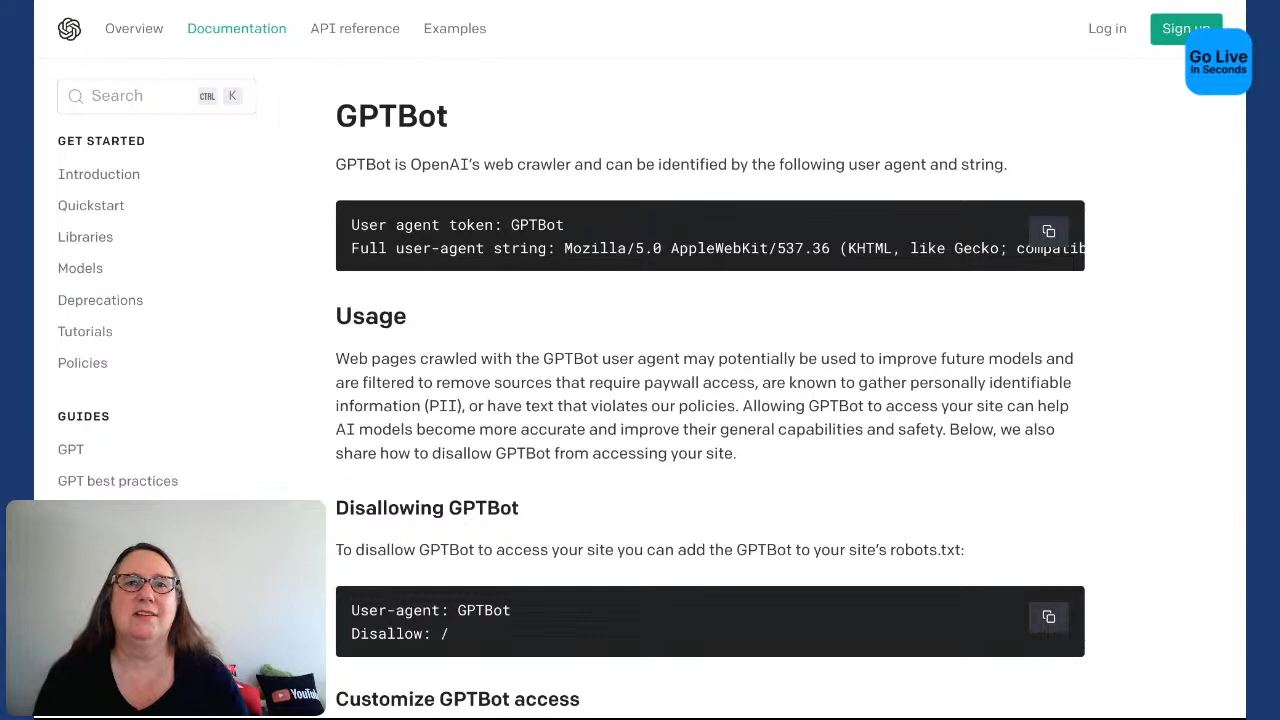 Overview
Documentation
API reference
Examples
Log in
Sign up
Go Live
In Seconds
Search
CTRL
K
GET STARTED
Introduction
Quickstart
Libraries
Models
Deprecations
Tutorials
Policies
GUIDES
GPT
GPT best practices
GPTBot
GPTBot is OpenAI’s web crawler and can be identified by the following user agent and string.
User agent token: GPTBot
Full user-agent string: Mozilla/5.0 AppleWebKit/537.36 (KHTML, like Gecko; compatib
Usage
Web pages crawled with the GPTBot user agent may potentially be used to improve future models and
are filtered to remove sources that require paywall access, are known to gather personally identifiable
information (PII), or have text that violates our policies. Allowing GPTBot to access your site can help
AI models become more accurate and improve their general capabilities and safety. Below, we also
share how to disallow GPTBot from accessing your site.
Disallowing GPTBot
To disallow GPTBot to access your site you can add the GPTBot to your site’s robots.txt:
User-agent: GPTBot
Disallow: /
Customize GPTBot access
YouTub